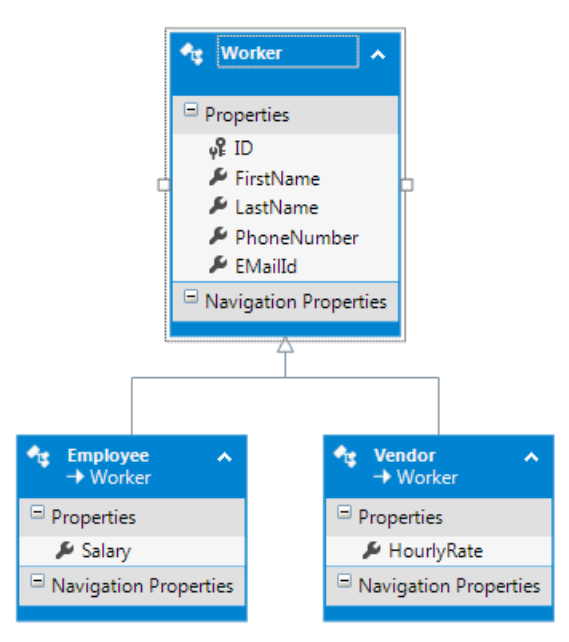 Worker
Properties
ID
FirstName
LastName
PhoneNumber
EMailId
Navigation Properties
Employee
Worker
Properties
Salary
Navigation Properties
Vendor
Worker
Properties
HourlyRate
Navigation Properties